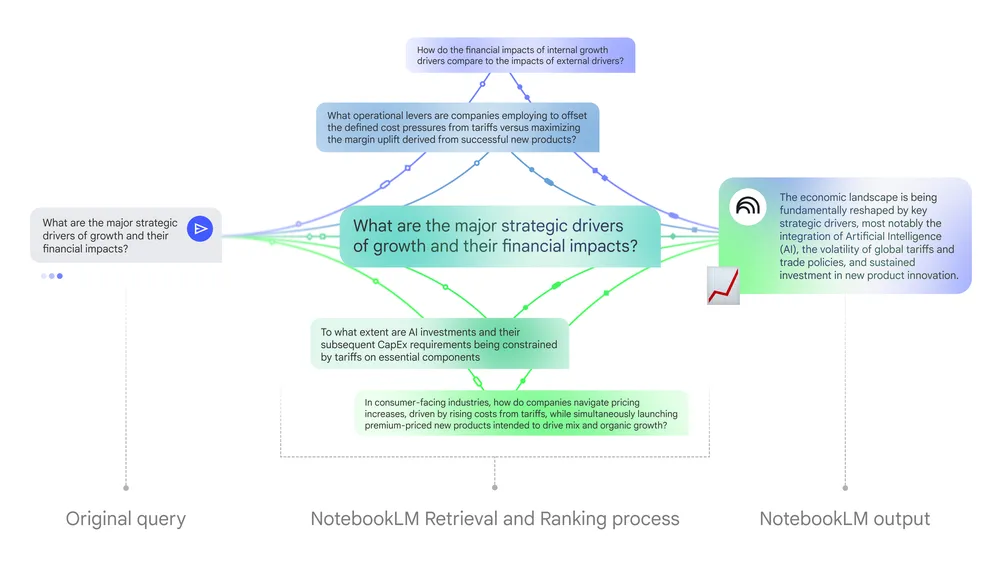 How do the financial impacts of internal growth
drivers compare to the impacts of external drivers?
What operational levers are companies employing to offset
the defined cost pressures from tariffs versus maximizing
the margin uplift derived from successful new products?
What are the major strategic
drivers of growth and their
financial impacts?
What are the major strategic drivers
of growth and their financial impacts?
The economic landscape is being
fundamentally reshaped by key
strategic drivers, most notably the
integration of Artificial Intelligence
(AI), the volatility of global tariffs and
trade policies, and sustained
investment in new product innovation.
To what extent are AI investments and their
subsequent CapEx requirements being constrained
by tariffs on essential components
In consumer-facing industries, how do companies navigate pricing
increases, driven by rising costs from tariffs, while simultaneously launching
premium-priced new products intended to drive mix and organic growth?
Original query
NotebookLM Retrieval and Ranking process
NotebookLM output